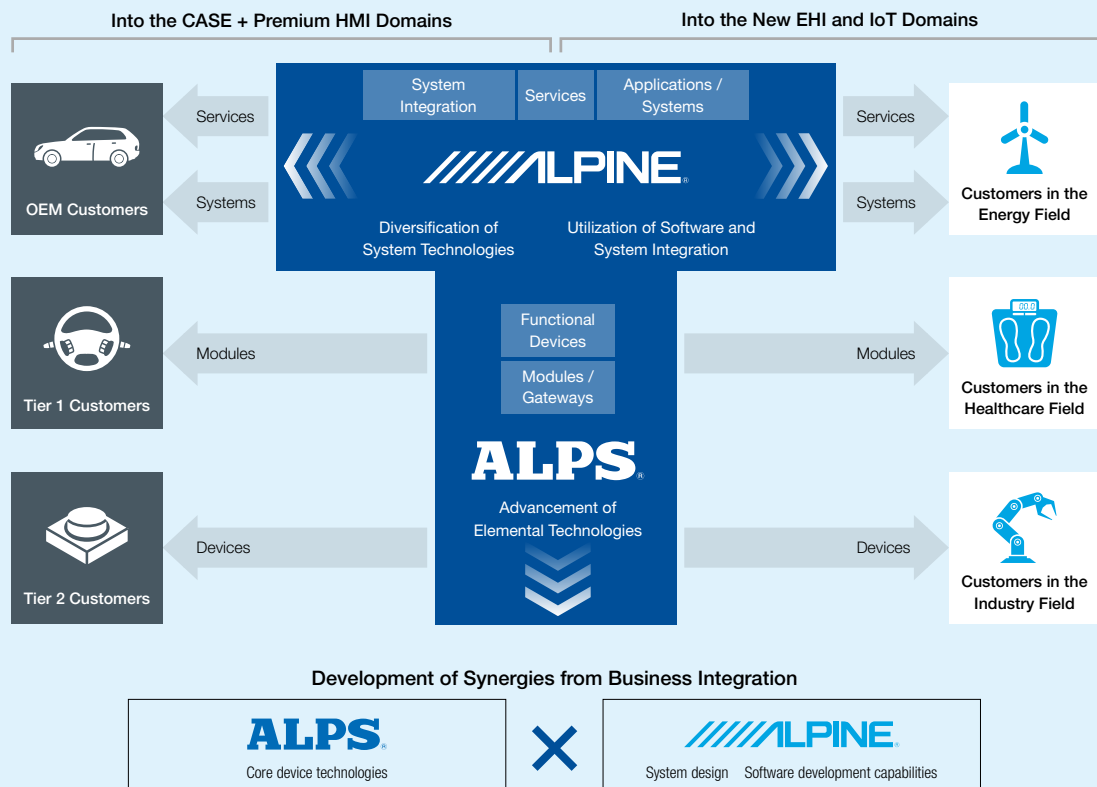 Into the CASE + Premium HMI Domains
Into the New EHI and IoT Domains
System
Integration
Services
Applications /
Systems
Services
Services
ALPINE®
OEM Customers
Systems
Systems
Customers in the
Energy Field
Diversification of
System Technologies
Utilization of Software and
System Integration
Functional
Devices
00.0
Modules
Modules
Modules /
Gateways
Tier 1 Customers
Customers in the
Healthcare Field
ALPS®
Advancement of
Elemental Technologies
Devices
Devices
Tier 2 Customers
Customers in the
Industry Field
Development of Synergies from Business Integration
ALPS®
Core device technologies
×
ALPINE®
System design Software development capabilities